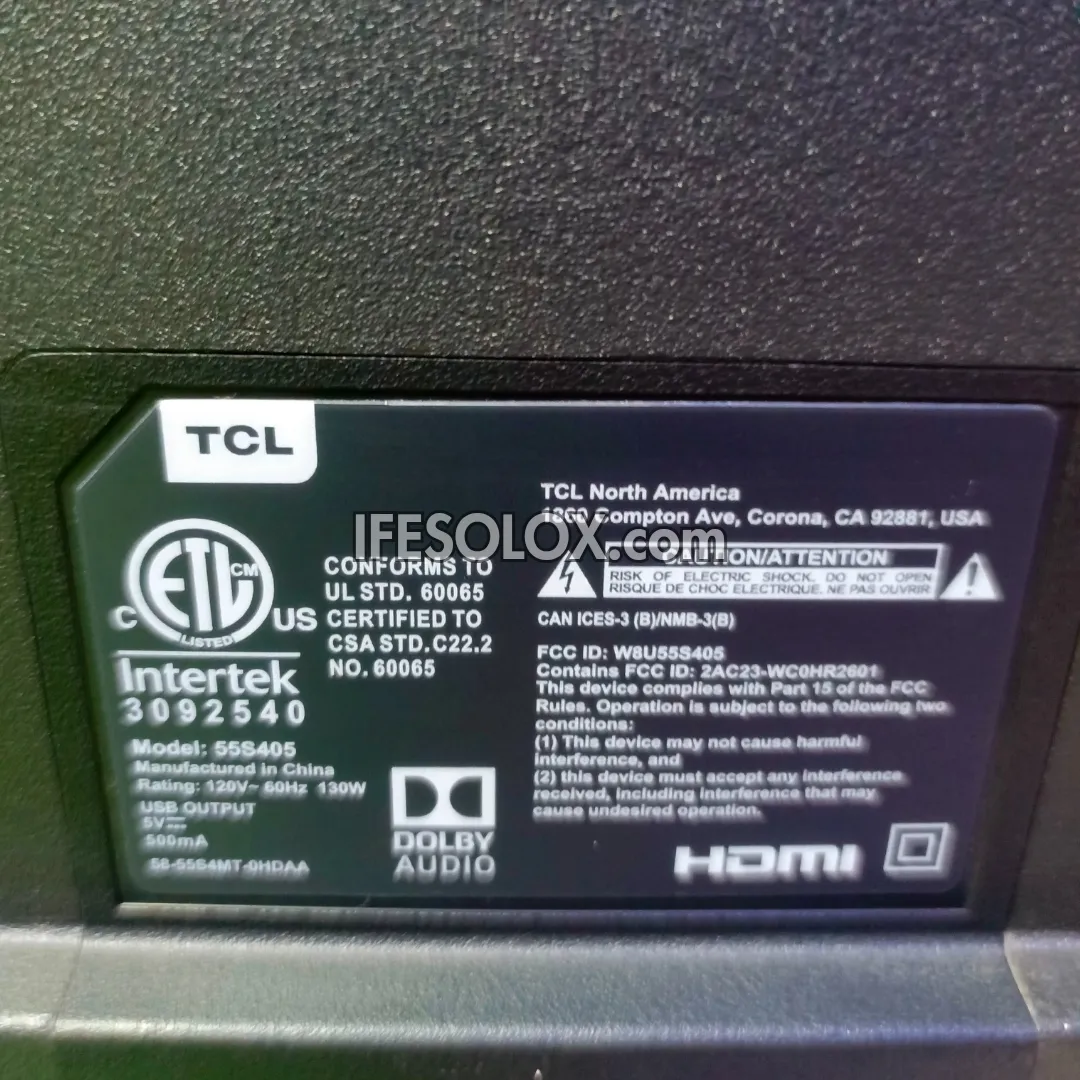 TCL
TCL North America
1860 Compton Ave, Corona, CA 92881, USA
IFESOLOX.com
CAUTION/ATTENTION
RISK OF ELECTRIC SHOCK. DO NOT OPEN
RISQUE DE CHOC ELECTRIQUE. NE PAS OUVRIR
CAN ICES-3 (B)/NMB-3(B)
ETL CM
LISTED
C US
Intertek
3092540
CONFORMS TO
UL STD. 60065
CERTIFIED TO
CSA STD.C22.2
NO. 60065
FCC ID: W8U55S405
Contains FCC ID: 2AC23-WC0HR2601
This device complies with Part 15 of the FCC
Rules. Operation is subject to the following two
conditions:
(1) This device may not cause harmful
interference, and
(2) this device must accept any interference
received, including interference that may
cause undesired operation.
Model: 55S405
Manufactured in China
Rating: 120V~ 60Hz 130W
USB OUTPUT
5V
500mA
58-55S4MT-0HDAA
DOLBY
AUDIO
HDMI